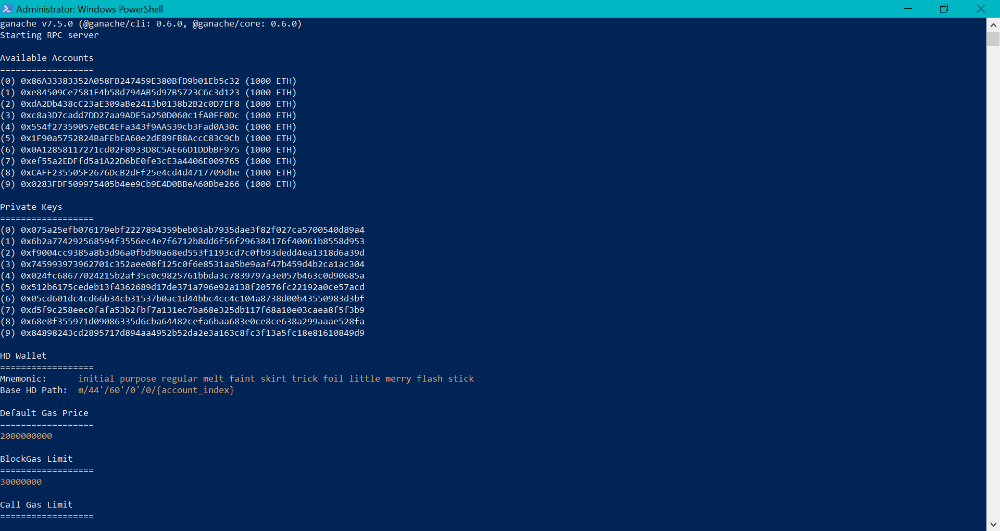 Administrator: Windows PowerShell
ganache v7.5.0 (@ganache/cli: 0.6.0, @ganache/core: 0.6.0)
Starting RPC server
Available Accounts
==================
(0) 0x86A33383352A058FB247459E380BfD9b01Eb5c32 (1000 ETH)
(1) 0xe84509Ce7581F4b58d794AB5d97B5723C6c3d123 (1000 ETH)
(2) 0xdA2Db438cC23aE309aBe2413b0138b2B2c0D7EF8 (1000 ETH)
(3) 0xc8a3D7cadd7DD27aa9ADE5a250D060c1fA0FF0Dc (1000 ETH)
(4) 0x554f27359057eBC4EFa343f9AA539cb3Fad0A30c (1000 ETH)
(5) 0x1F90a5752824BaFEbEA60e2dE89FB8AccC83C9Cb (1000 ETH)
(6) 0x0A12858117271cd02F8933D8C5AE66D1DDbBF975 (1000 ETH)
(7) 0xef55a2EDFfd5a1A22D6bE0fe3cE3a4406E009765 (1000 ETH)
(8) 0xCAFF235505F2676DcB2dFf25e4cd4d4717709dbe (1000 ETH)
(9) 0x0283FDF509975405b4ee9Cb9E4D0BBeA60Bbe266 (1000 ETH)
Private Keys
==================
(0) 0x075a25efb076179ebf2227894359beb03ab7935dae3f82f027ca5700540d89a4
(1) 0x6b2a774292568594f3556ec4e7f6712b8dd6f56f296384176f40061b8558d953
(2) 0xf9004cc9385a8b3d96a0fbd90a68ed553f1193cd7c0fb93dedd4ea1318d6a39d
(3) 0x745993973962701c352aee08f125c0f6e8531aa5be9aaf47b459d4b2ca1ac304
(4) 0x024fc68677024215b2af35c0c9825761bbda3c7839797a3e057b463c0d90685a
(5) 0x512b6175cedeb13f4362689d17de371a796e92a138f20576fc22192a0ce57acd
(6) 0x05cd601dc4cd66b34cb31537b0ac1d44bbc4cc4c104a8738d00b43550983d3bf
(7) 0xd5f9c258eec0fafa53b2fbf7a131ec7ba68e325db117f68a10e03caea8f5f3b9
(8) 0x68e8f355971d09086335d6cba64482cefa6baa683e0ce8ce638a299aaae528fa
(9) 0x84898243cd2895717d894aa4952b52da2e3a163c8fc3f13a5fc18e81610849d9
HD Wallet
==================
Mnemonic:      initial purpose regular melt faint skirt trick foil little merry flash stick
Base HD Path:  m/44'/60'/0'/0/{account_index}
Default Gas Price
==================
2000000000
BlockGas Limit
==================
30000000
Call Gas Limit
==================